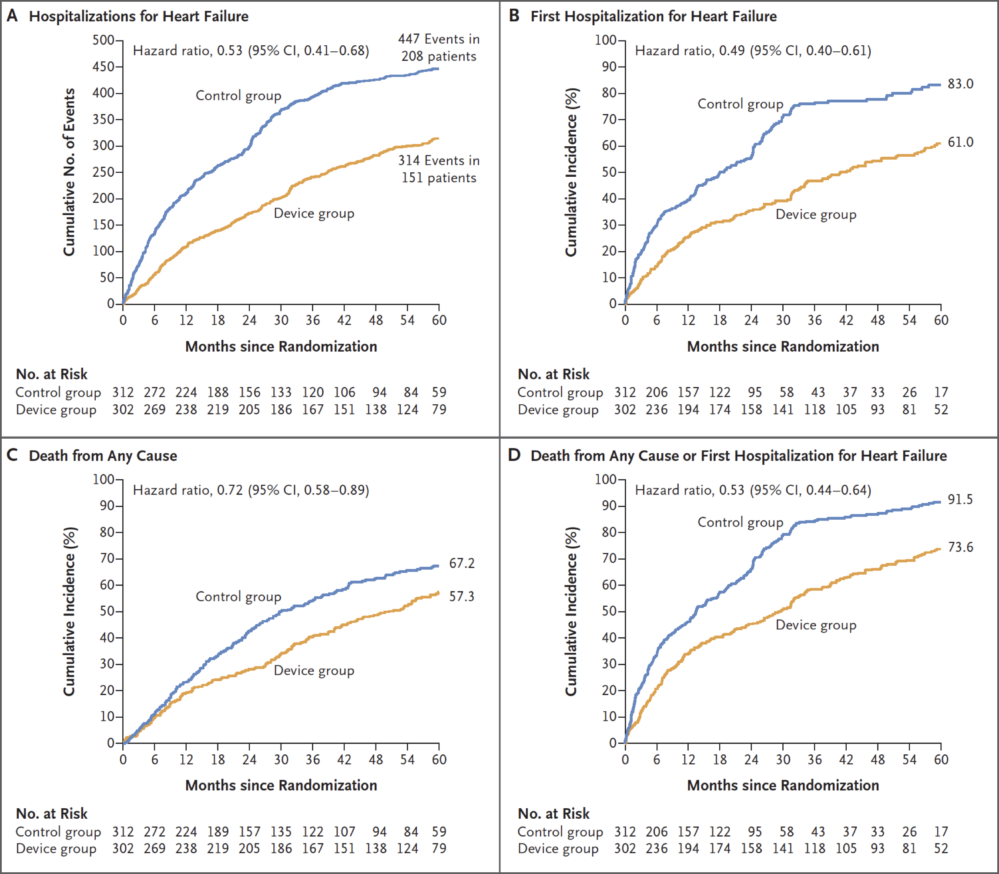 A Hospitalizations for Heart Failure
500
450
400
350
300
250
200
150
100
50
0
Cumulative No. of Events
Hazard ratio, 0.53 (95% CI, 0.41–0.68)
447 Events in
208 patients
Control group
314 Events in
151 patients
Device group
0 6 12 18 24 30 36 42 48 54 60
Months since Randomization
No. at Risk
Control group 312 272 224 188 156 133 120 106 94 84 59
Device group 302 269 238 219 205 186 167 151 138 124 79
B First Hospitalization for Heart Failure
100
90
80
70
60
50
40
30
20
10
0
Cumulative Incidence (%)
Hazard ratio, 0.49 (95% CI, 0.40–0.61)
83.0
Control group
61.0
Device group
0 6 12 18 24 30 36 42 48 54 60
Months since Randomization
No. at Risk
Control group 312 206 157 122 95 58 43 37 33 26 17
Device group 302 236 194 174 158 141 118 105 93 81 52
C Death from Any Cause
100
90
80
70
60
50
40
30
20
10
0
Cumulative Incidence (%)
Hazard ratio, 0.72 (95% CI, 0.58–0.89)
67.2
Control group
57.3
Device group
0 6 12 18 24 30 36 42 48 54 60
Months since Randomization
No. at Risk
Control group 312 272 224 189 157 135 122 107 94 84 59
Device group 302 269 238 219 205 186 167 151 138 124 79
D Death from Any Cause or First Hospitalization for Heart Failure
100
90
80
70
60
50
40
30
20
10
0
Cumulative Incidence (%)
Hazard ratio, 0.53 (95% CI, 0.44–0.64)
91.5
Control group
73.6
Device group
0 6 12 18 24 30 36 42 48 54 60
Months since Randomization
No. at Risk
Control group 312 206 157 122 95 58 43 37 33 26 17
Device group 302 236 194 174 158 141 118 105 93 81 52